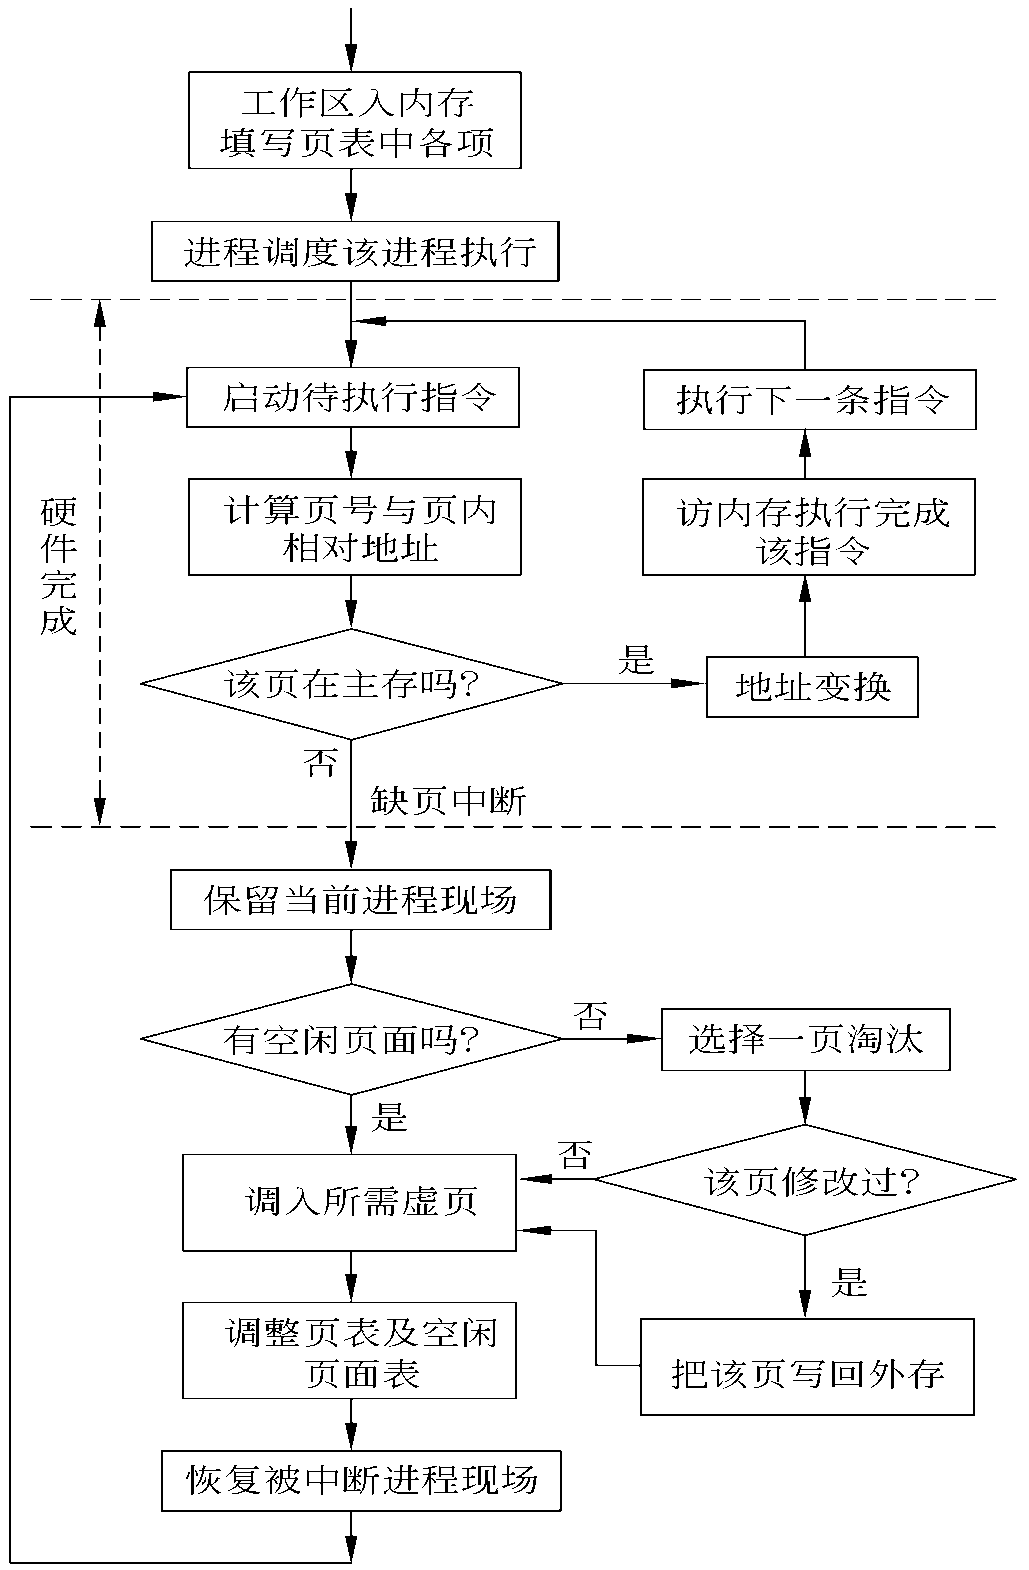 工作区入内存
填写页表中各项
进程调度该进程执行
启动待执行指令
执行下一条指令
硬件完成
计算页号与页内
相对地址
访内存执行完成
该指令
该页在主存吗?
是
地址变换
否
缺页中断
保留当前进程现场
有空闲页面吗?
否
选择一页淘汰
是
否
该页修改过?
调入所需虚页
是
调整页表及空闲
页面表
把该页写回外存
恢复被中断进程现场